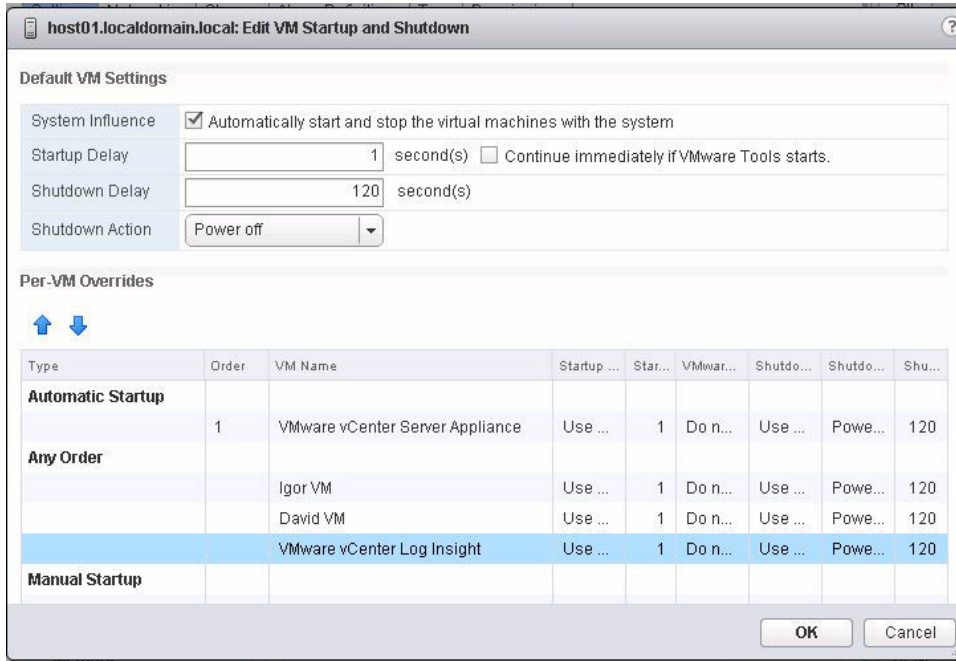 host01.localdomain.local: Edit VM Startup and Shutdown
?
Default VM Settings
System Influence Automatically start and stop the virtual machines with the system
Startup Delay 1 second(s) Continue immediately if VMware Tools starts.
Shutdown Delay 120 second(s)
Shutdown Action Power off
Per-VM Overrides
Type Order VM Name Startup ... Star... VMwar... Shutdo... Shutdo... Shu...
Automatic Startup
1 VMware vCenter Server Appliance Use ... 1 Do n... Use ... Powe... 120
Any Order
Igor VM Use ... 1 Do n... Use ... Powe... 120
David VM Use ... 1 Do n... Use ... Powe... 120
VMware vCenter Log Insight Use ... 1 Do n... Use ... Powe... 120
Manual Startup
OK Cancel